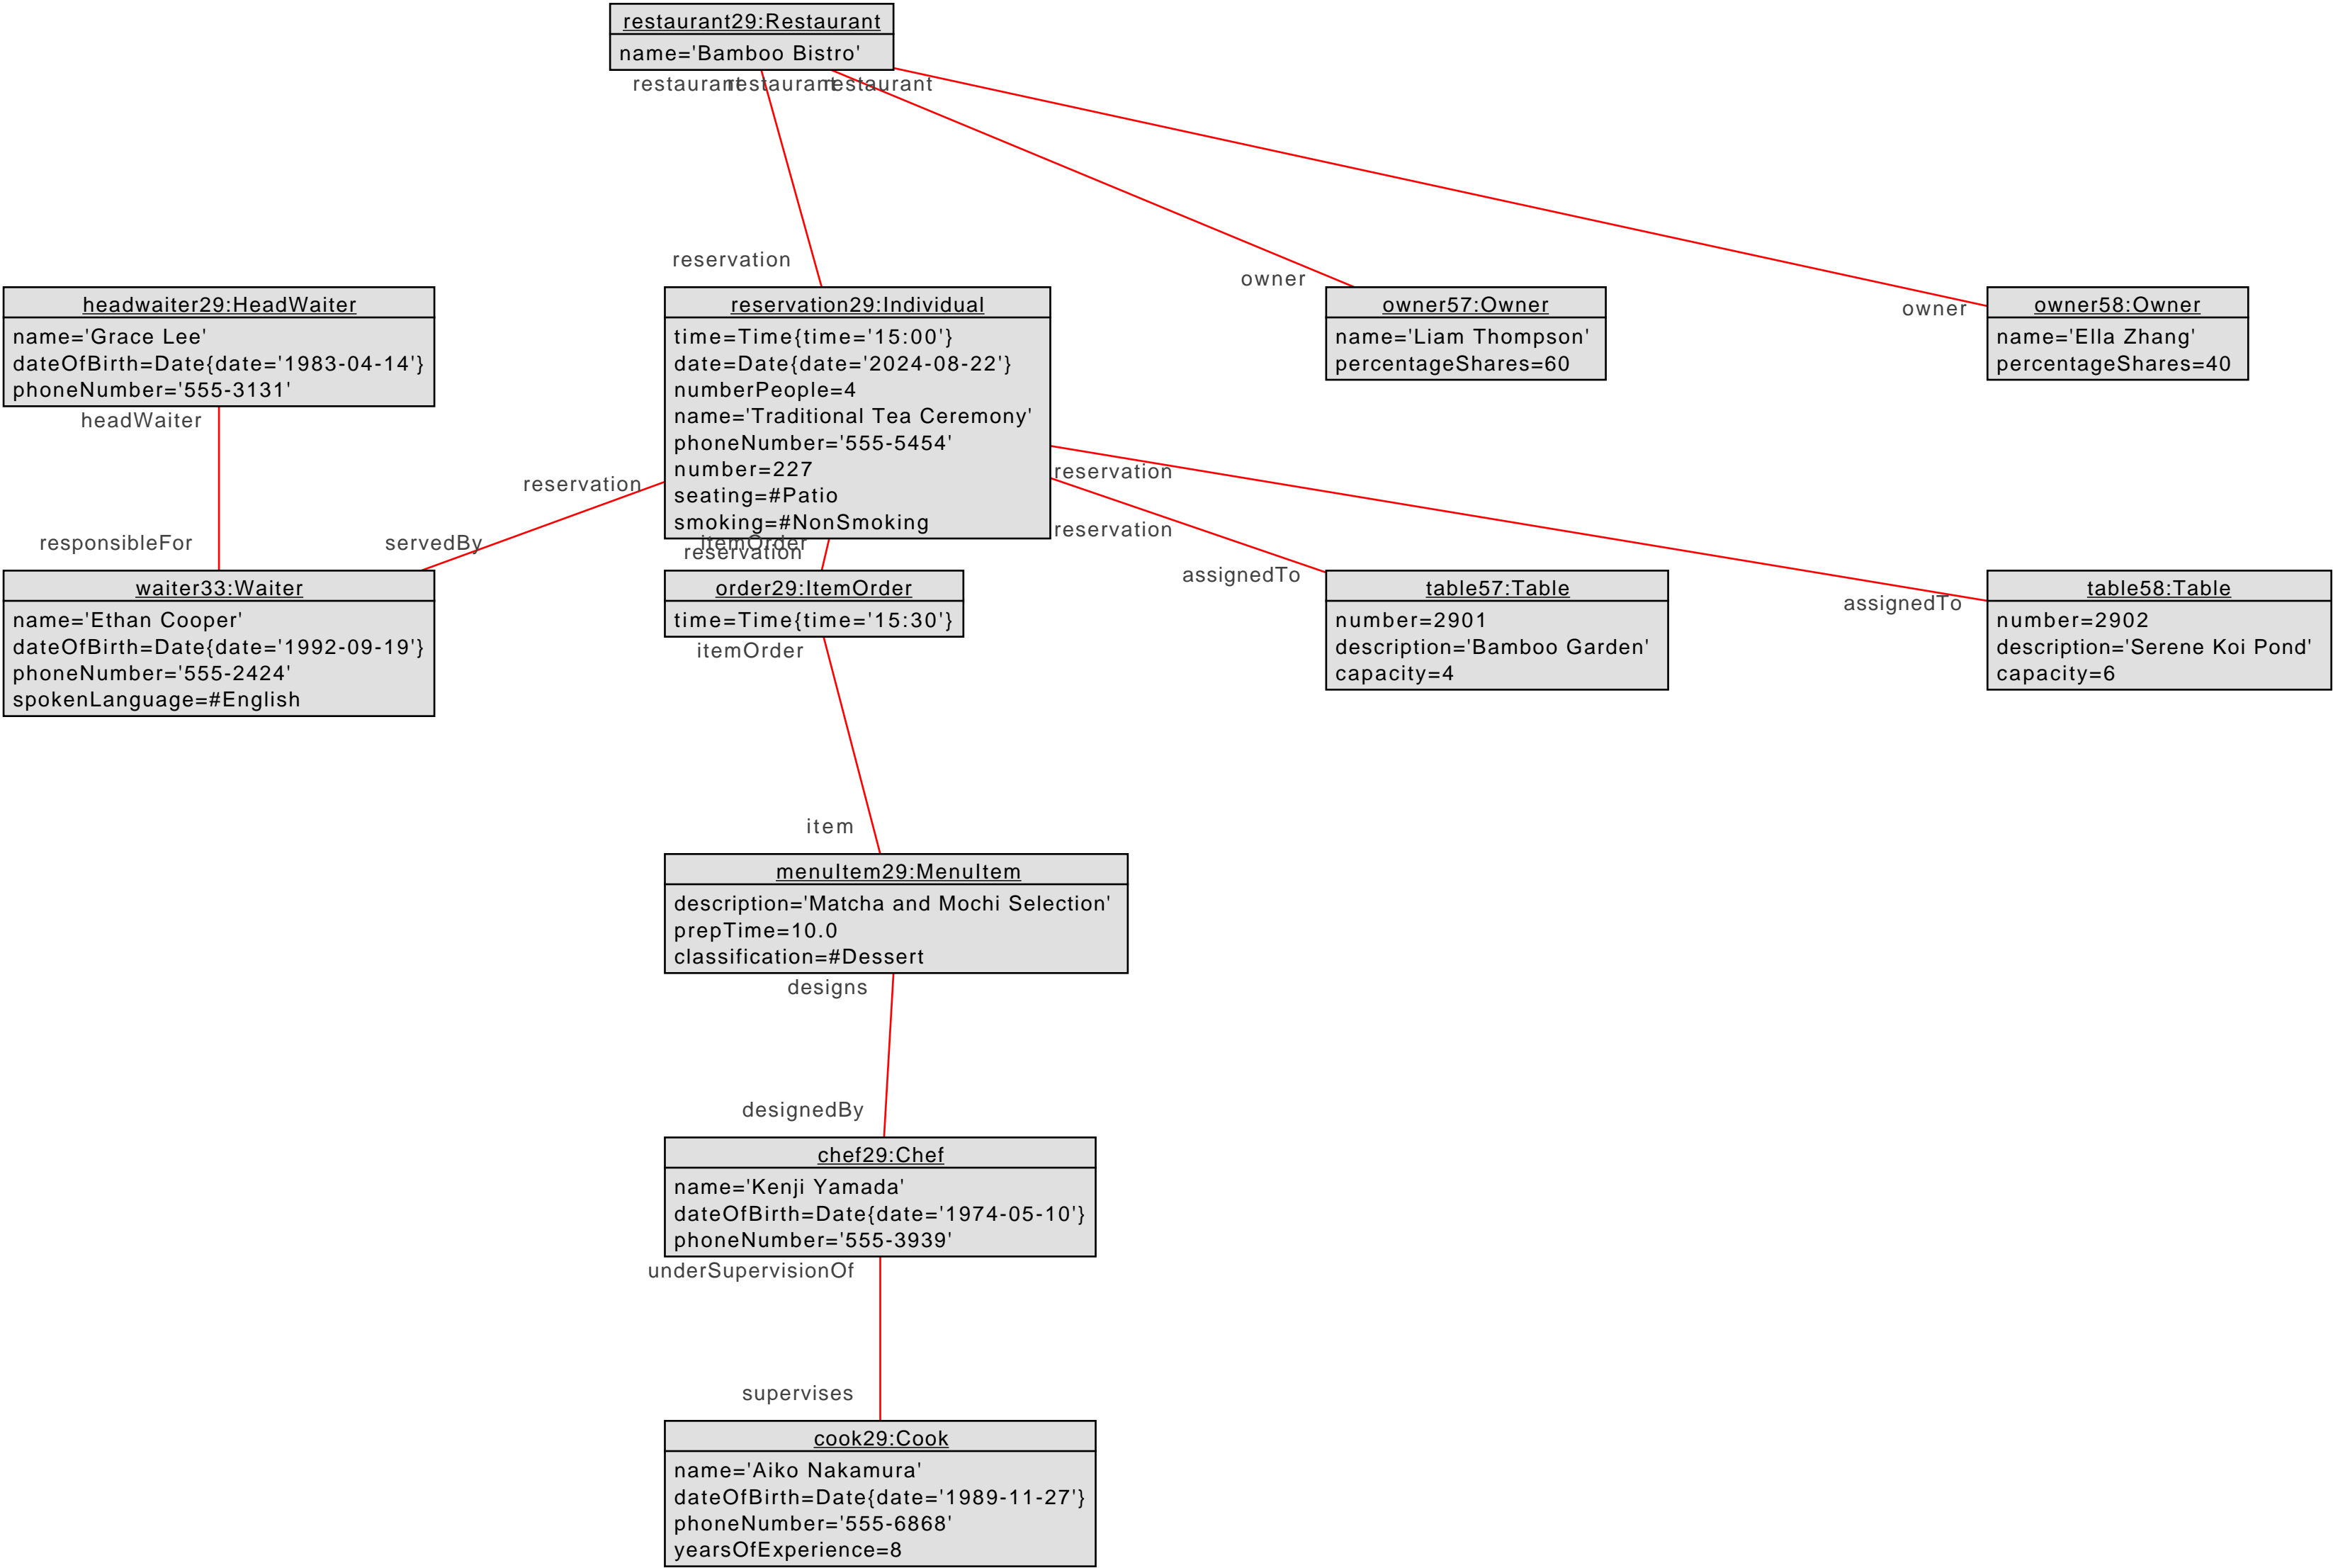 restaurant29:Restaurant
name='Bamboo Bistro'
restaurant
restaurant
restaurant
reservation
owner
owner
headwaiter29:HeadWaiter
name='Grace Lee'
dateOfBirth=Date{date='1983-04-14'}
phoneNumber='555-3131'
headWaiter
responsibleFor
reservation29:Individual
time=Time{time='15:00'}
date=Date{date='2024-08-22'}
numberPeople=4
name='Traditional Tea Ceremony'
phoneNumber='555-5454'
number=227
seating=#Patio
smoking=#NonSmoking
owner57:Owner
name='Liam Thompson'
percentageShares=60
owner58:Owner
name='Ella Zhang'
percentageShares=40
reservation
servedBy
itemOrder
reservation
reservation
reservation
assignedTo
assignedTo
waiter33:Waiter
name='Ethan Cooper'
dateOfBirth=Date{date='1992-09-19'}
phoneNumber='555-2424'
spokenLanguage=#English
order29:ItemOrder
time=Time{time='15:30'}
itemOrder
table57:Table
number=2901
description='Bamboo Garden'
capacity=4
table58:Table
number=2902
description='Serene Koi Pond'
capacity=6
item
menuItem29:MenuItem
description='Matcha and Mochi Selection'
prepTime=10.0
classification=#Dessert
designs
designedBy
chef29:Chef
name='Kenji Yamada'
dateOfBirth=Date{date='1974-05-10'}
phoneNumber='555-3939'
underSupervisionOf
supervises
cook29:Cook
name='Aiko Nakamura'
dateOfBirth=Date{date='1989-11-27'}
phoneNumber='555-6868'
yearsOfExperience=8